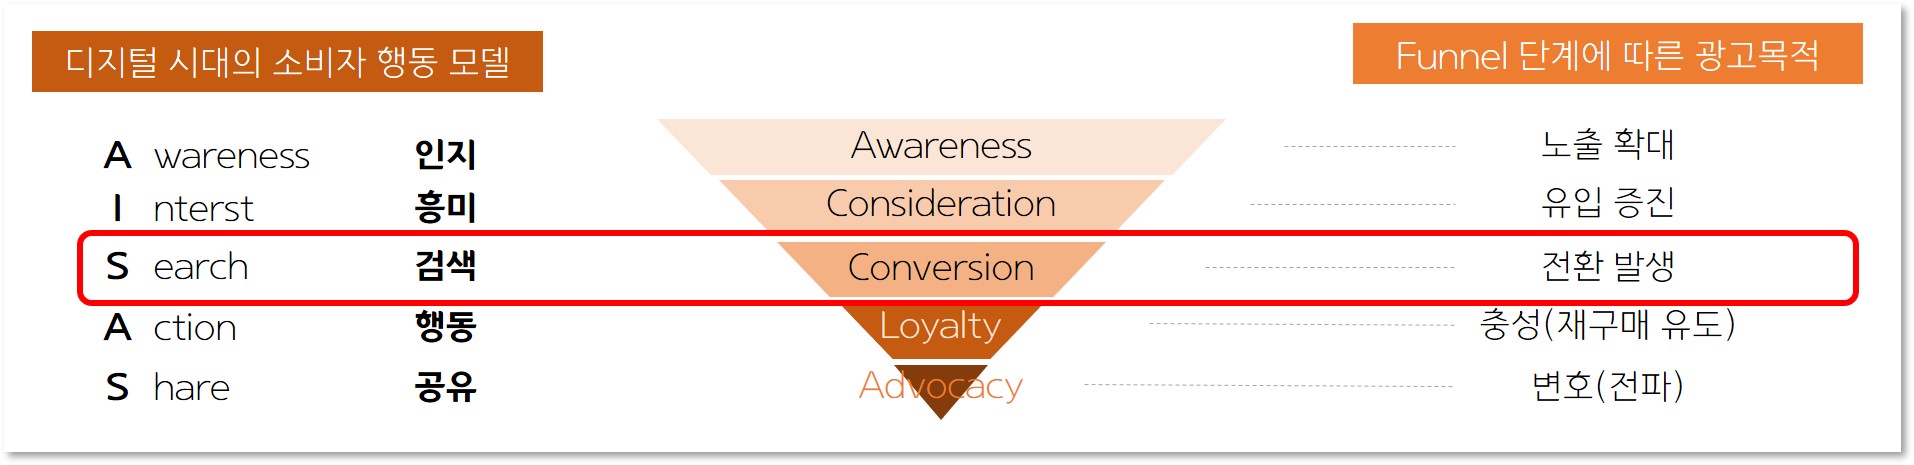 디지털 시대의 소비자 행동 모델
Funnel 단계에 따른 광고목적
A wareness 인지 Awareness 노출 확대
I nterst 흥미 Consideration 유입 증진
S earch 검색 Conversion 전환 발생
A ction 행동 Loyalty 충성(재구매 유도)
S hare 공유 Advocacy 변호(전파)